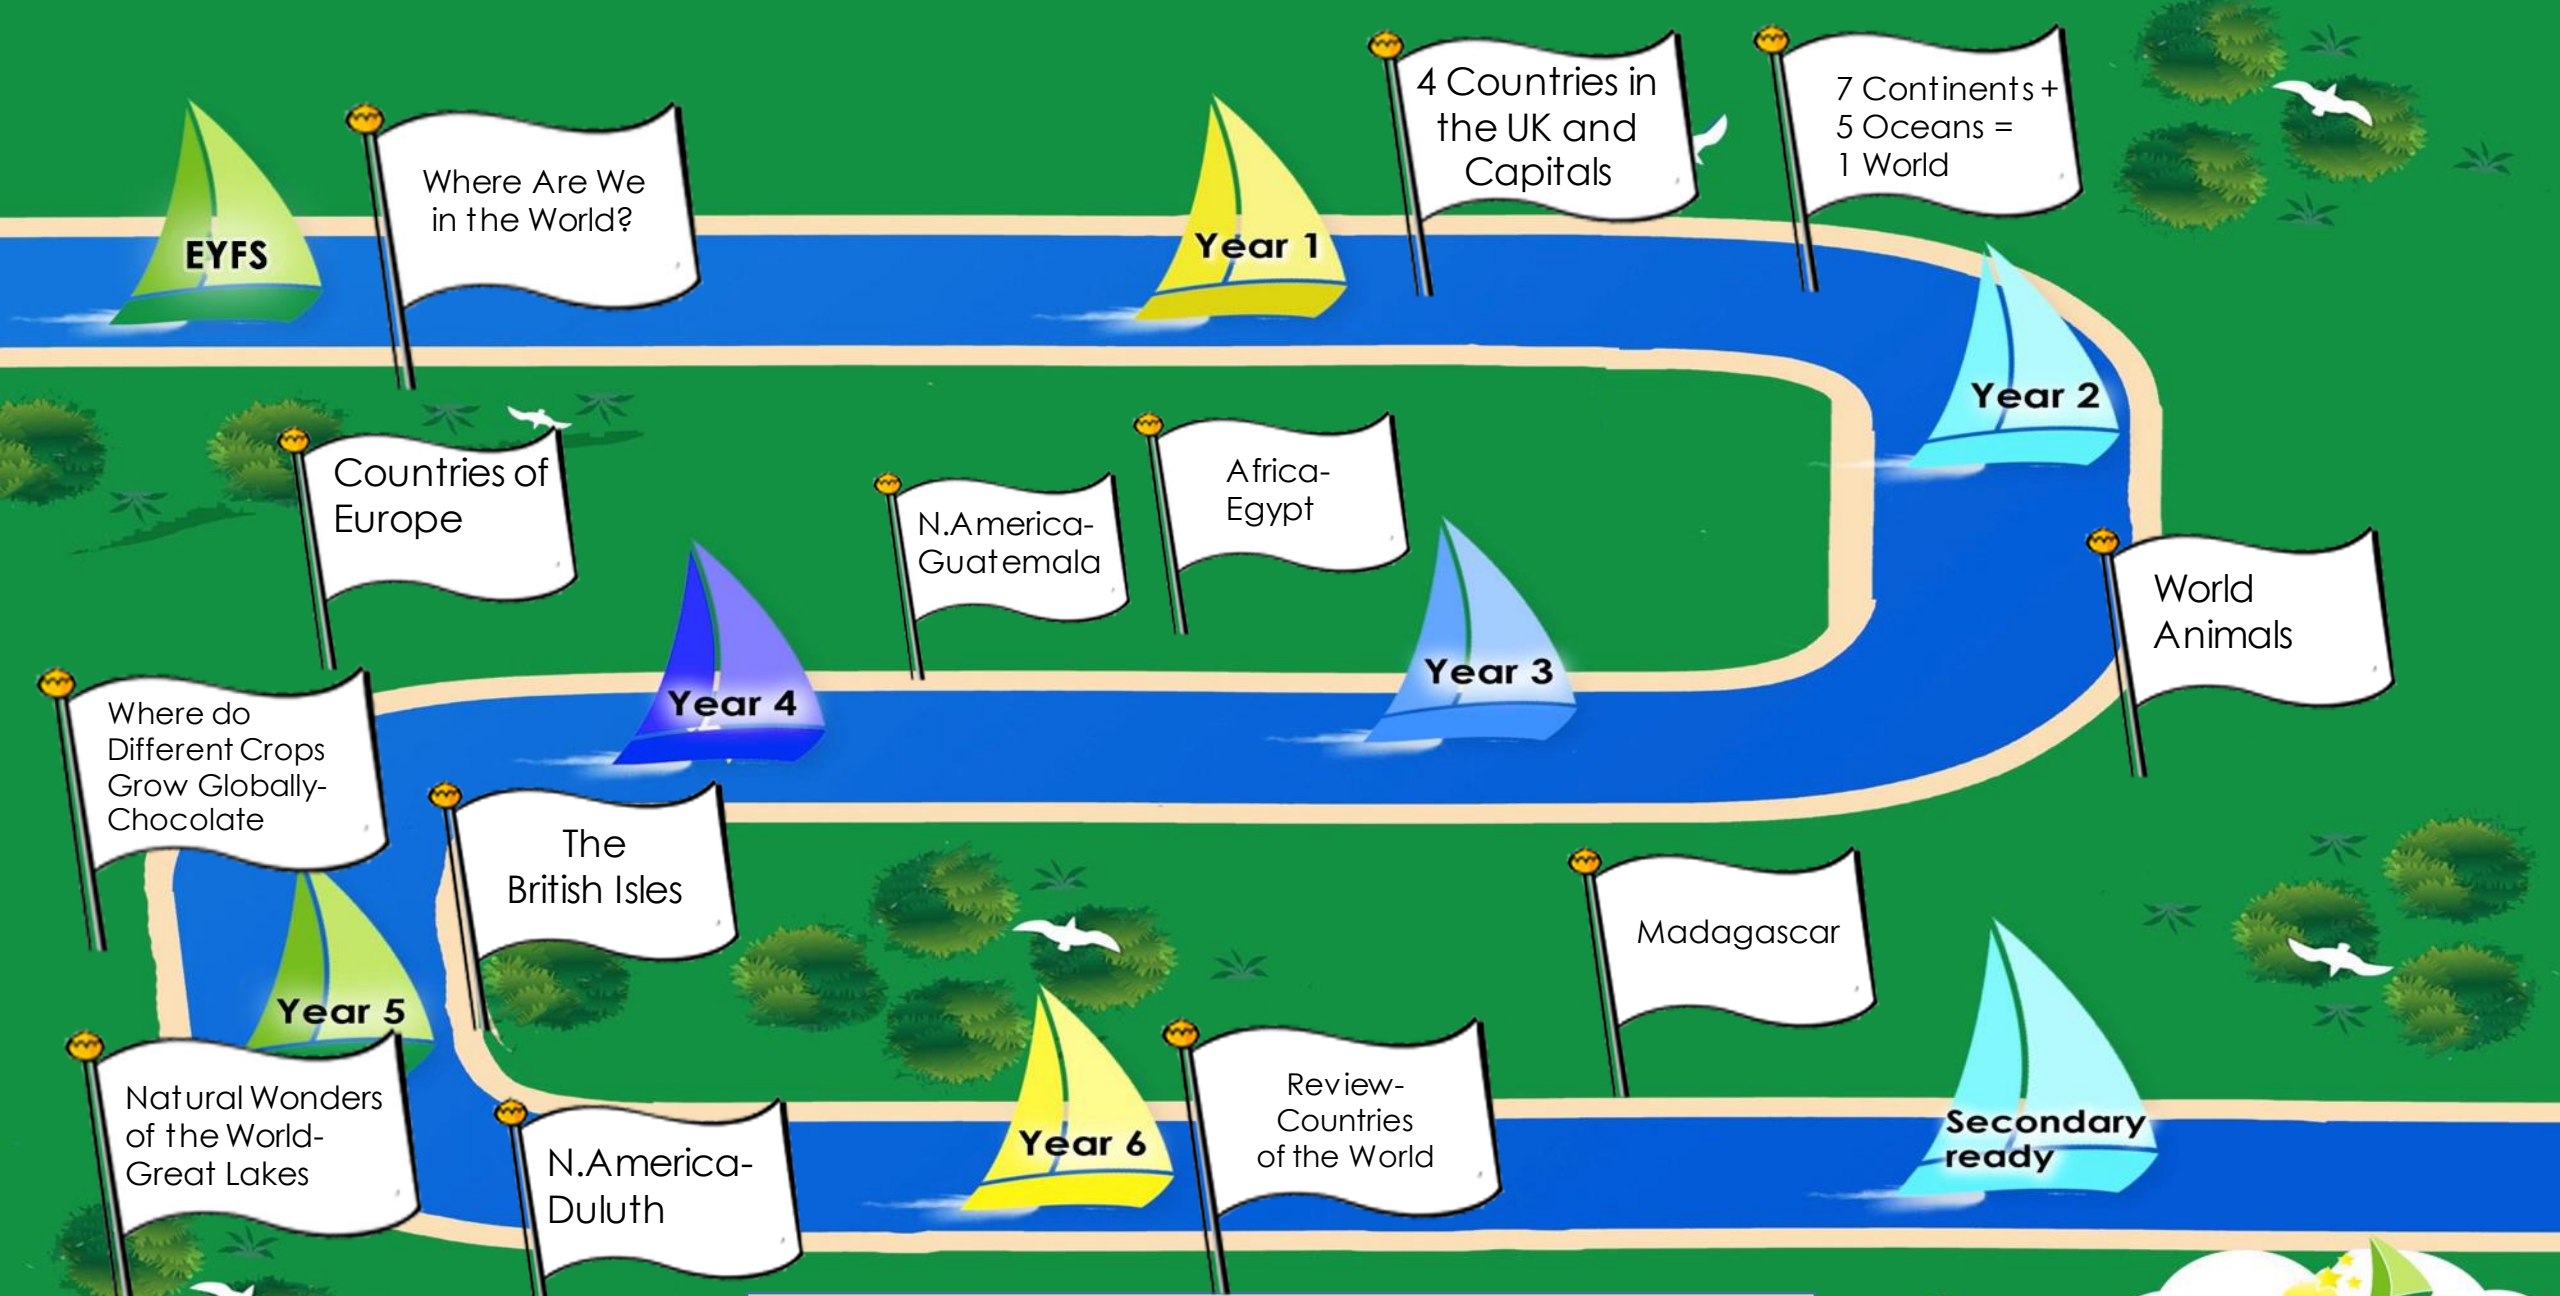 EYFS
Where Are We
in the World?
Year 1
4 Countries in
the UK and
Capitals
7 Continents +
5 Oceans =
1 World
Year 2
World
Animals
Year 3
Africa-
Egypt
N.America-
Guatemala
Year 4
Countries of
Europe
Where do
Different Crops
Grow Globally-
Chocolate
The
British Isles
Year 5
Natural Wonders
of the World-
Great Lakes
N.America-
Duluth
Year 6
Review-
Countries
of the World
Madagascar
Secondary
ready